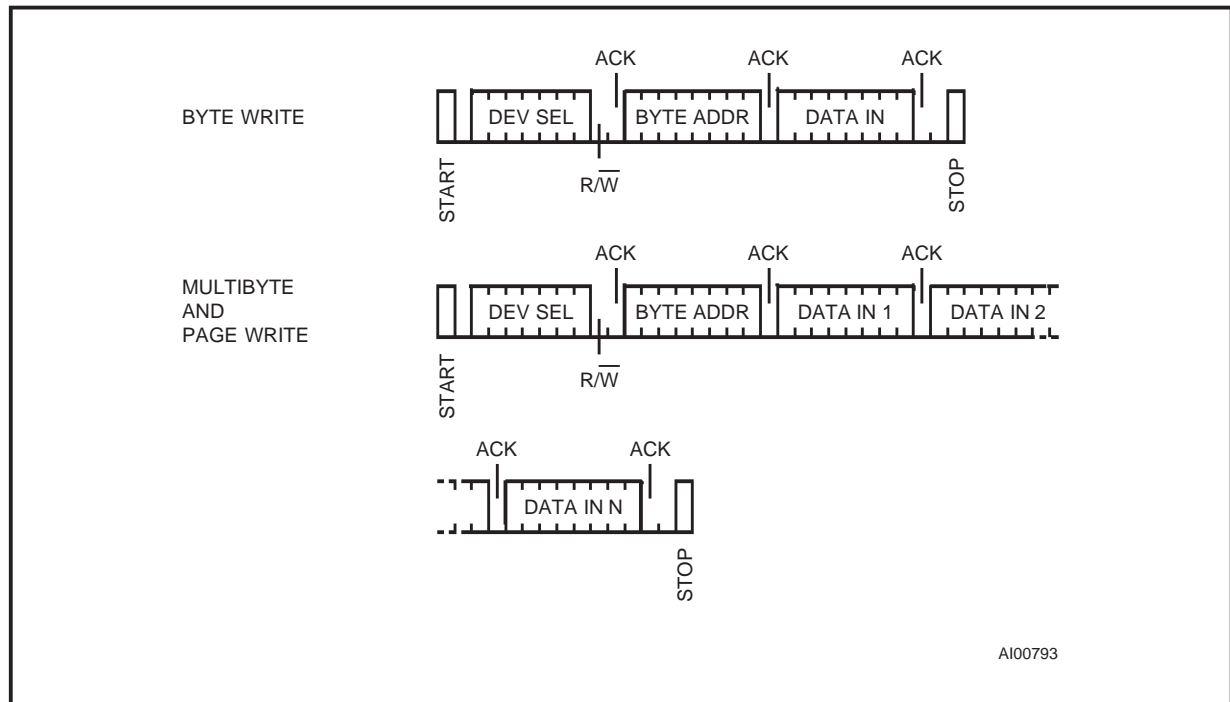 ACK ACK ACK
BYTE WRITE DEV SEL BYTE ADDR DATA IN
R/W̅
START STOP
ACK ACK ACK
MULTIBYTE
AND
PAGE WRITE
DEV SEL BYTE ADDR DATA IN 1 DATA IN 2
R/W̅
START
ACK ACK
DATA IN N
STOP
AI00793